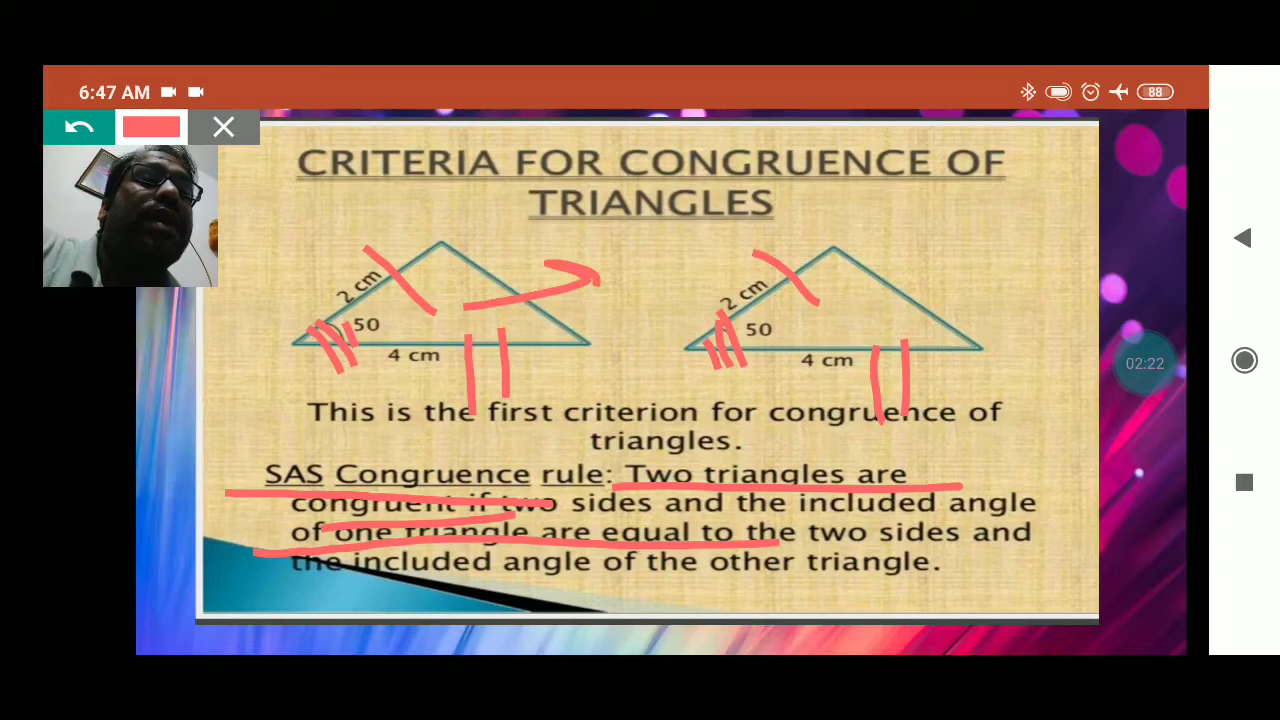 6:47 AM
88
CRITERIA FOR CONGRUENCE OF
TRIANGLES
2 cm
50
4 cm
2 cm
50
4 cm
02:22
This is the first criterion for congruence of
triangles.
SAS Congruence rule: Two triangles are
congruent if two sides and the included angle
of one triangle are equal to the two sides and
the included angle of the other triangle.